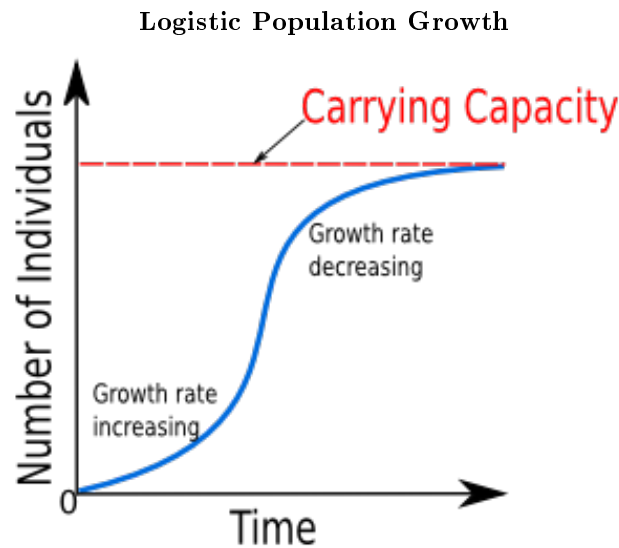 Logistic Population Growth
Carrying Capacity
Number of Individuals
Growth rate
decreasing
Growth rate
increasing
0
Time